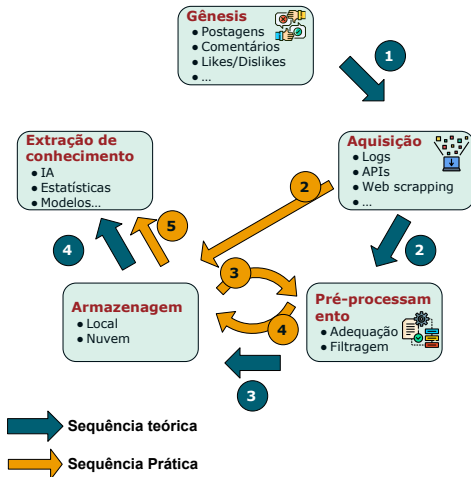 Gênesis
● Postagens
● Comentários
● Likes/Dislikes
● ...
1
Extração de
conhecimento
● IA
● Estatísticas
● Modelos...
Aquisição
● Logs
● APIs
● Web scrapping
● ...
2
5
4
2
3
Armazenagem
● Local
● Nuvem
4
Pré-processam
ento
● Adequação
● Filtragem
3
Sequência teórica
Sequência Prática